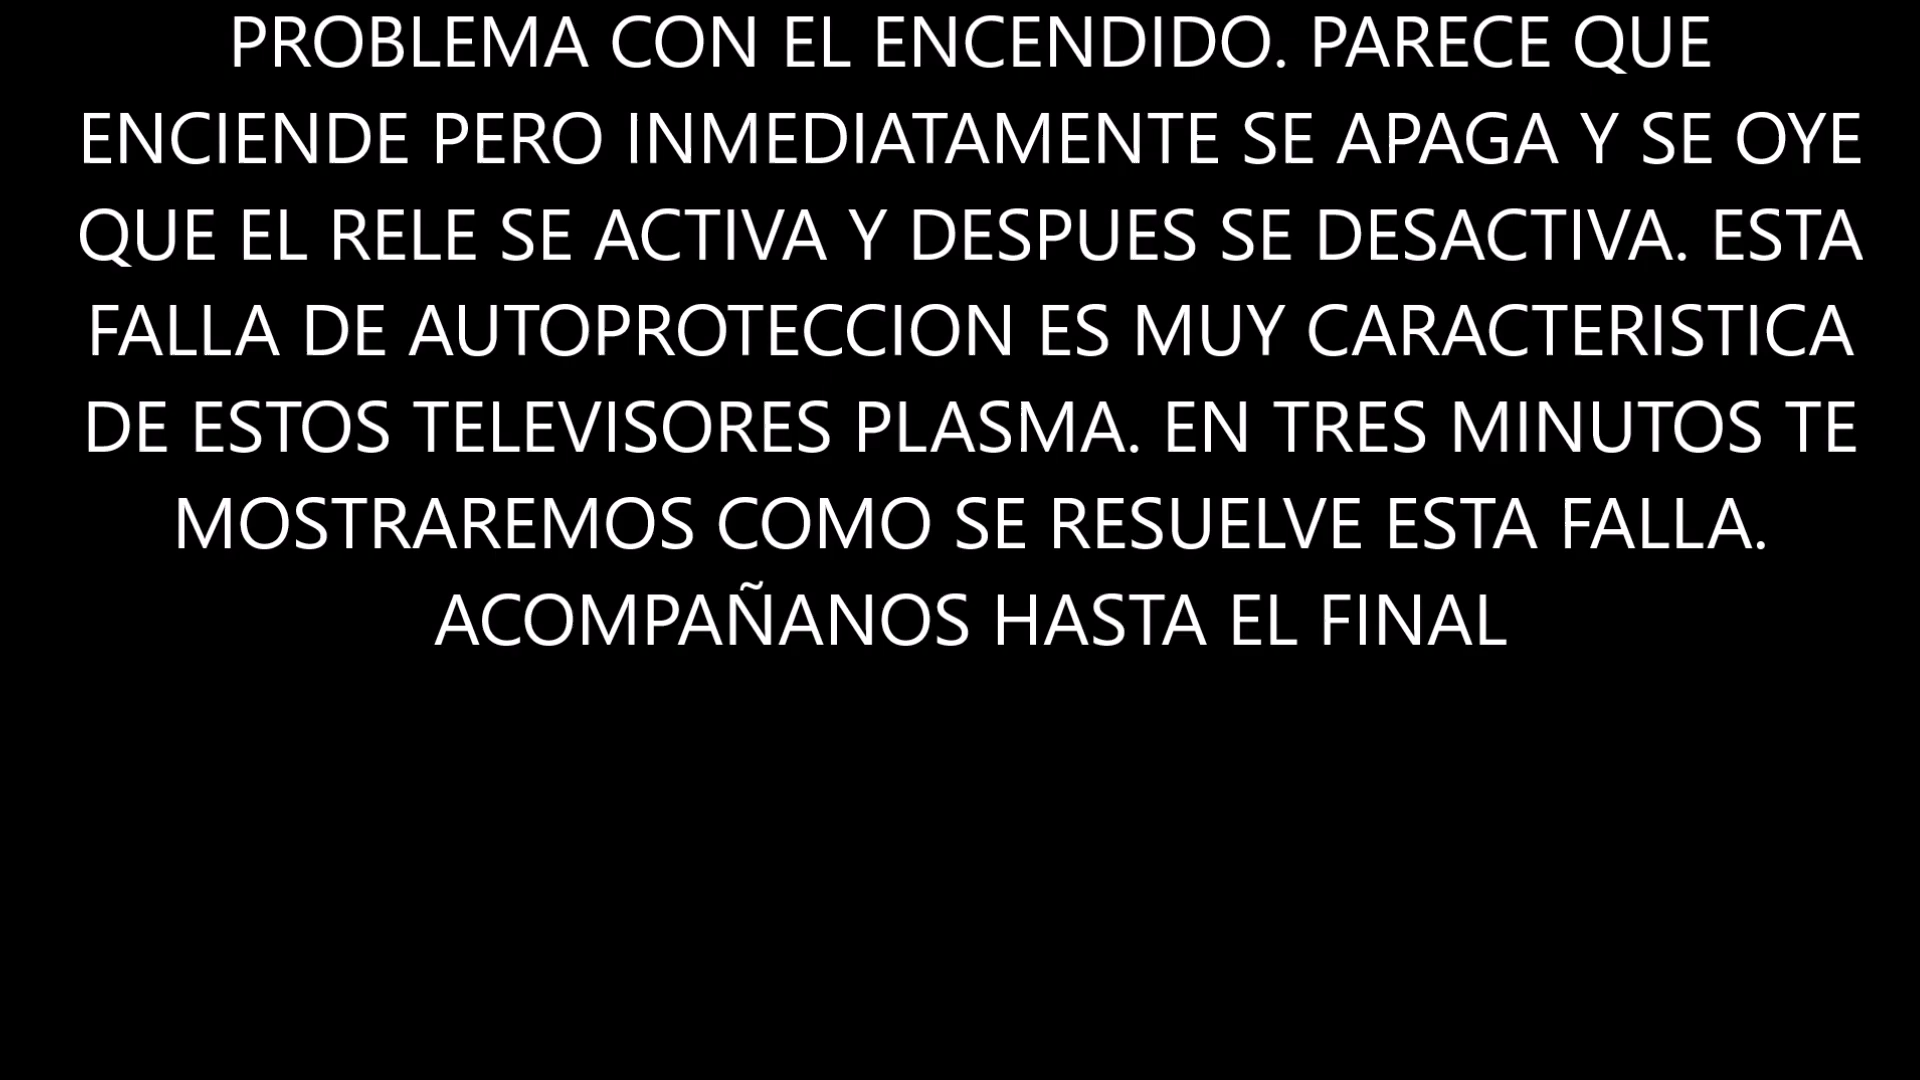 PROBLEMA CON EL ENCENDIDO. PARECE QUE
ENCIENDE PERO INMEDIATAMENTE SE APAGA Y SE OYE
QUE EL RELE SE ACTIVA Y DESPUES SE DESACTIVA. ESTA
FALLA DE AUTOPROTECCION ES MUY CARACTERISTICA
DE ESTOS TELEVISORES PLASMA. EN TRES MINUTOS TE
MOSTRAREMOS COMO SE RESUELVE ESTA FALLA.
ACOMPAÑANOS HASTA EL FINAL